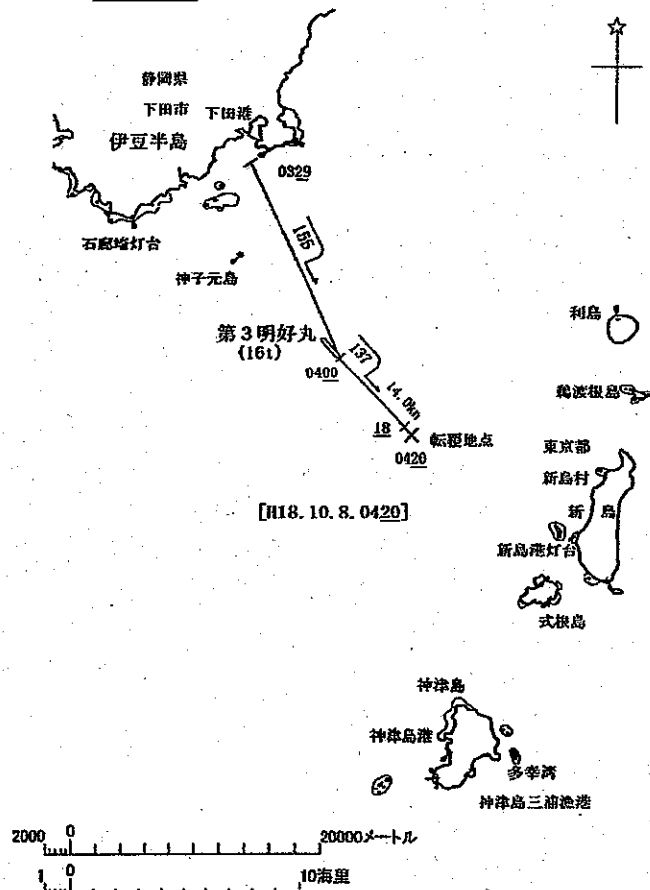 静岡県
下田市
下田港
伊豆半島
0329
石廊埼灯台
155
神子元島
利島
第3明好丸
(16t)
137
0400
14.0kn
鵜渡根島
18
転覆地点
0420
東京都
新島村
[H18.10.8.0420]
新島
新島港灯台
式根島
神津島
神津島港
多幸湾
神津島三浦漁港
2000 0 20000メートル
1 0 10海里